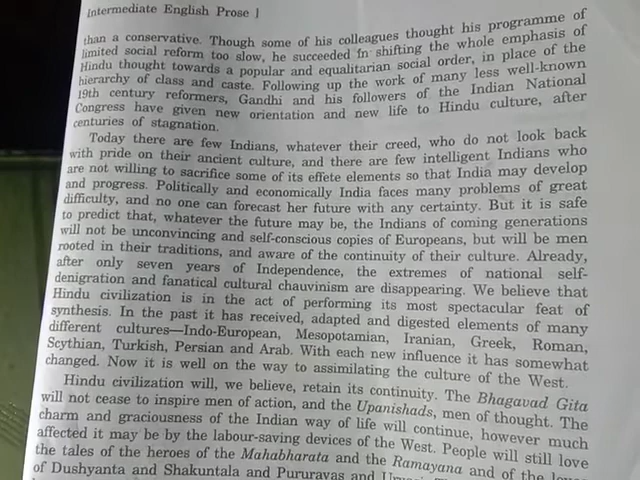 Intermediate English Prose
than a conservative. Though some of his colleagues thought his programme of
limited social reform too slow, he succeeded in shifting the whole emphasis of
Hindu thought towards a popular and equalitarian social order, in place of the
hierarchy of class and caste. Following up the work of many less well-known
19th century reformers, Gandhi and his followers of the Indian National
Congress have given new orientation and new life to Hindu culture, after
centuries of stagnation.
Today there are few Indians, whatever their creed, who do not look back
with pride on their ancient culture, and there are few intelligent Indians who
are not willing to sacrifice some of its effete elements so that India may develop
and progress. Politically and economically India faces many problems of great
difficulty, and no one can forecast her future with any certainty. But it is safe
to predict that, whatever the future may be, the Indians of coming generations
will not be unconvincing and self-conscious copies of Europeans, but will be men
rooted in their traditions, and aware of the continuity of their culture. Already,
after only seven years of Independence, the extremes of national self-
denigration and fanatical cultural chauvinism are disappearing. We believe that
Hindu civilization is in the act of performing its most spectacular feat of
synthesis. In the past it has received, adapted and digested elements of many
different cultures—Indo-European, Mesopotamian, Iranian, Greek, Roman,
Scythian, Turkish, Persian and Arab. With each new influence it has somewhat
changed. Now it is well on the way to assimilating the culture of the West.
Hindu civilization will, we believe, retain its continuity. The Bhagavad Gita
will not cease to inspire men of action, and the Upanishads, men of thought. The
charm and graciousness of the Indian way of life will continue, however much
affected it may be by the labour-saving devices of the West. People will still love
the tales of the heroes of the Mahabharata and the Ramayana and of the loves
of Dushyanta and Shakuntala and Pururavas and